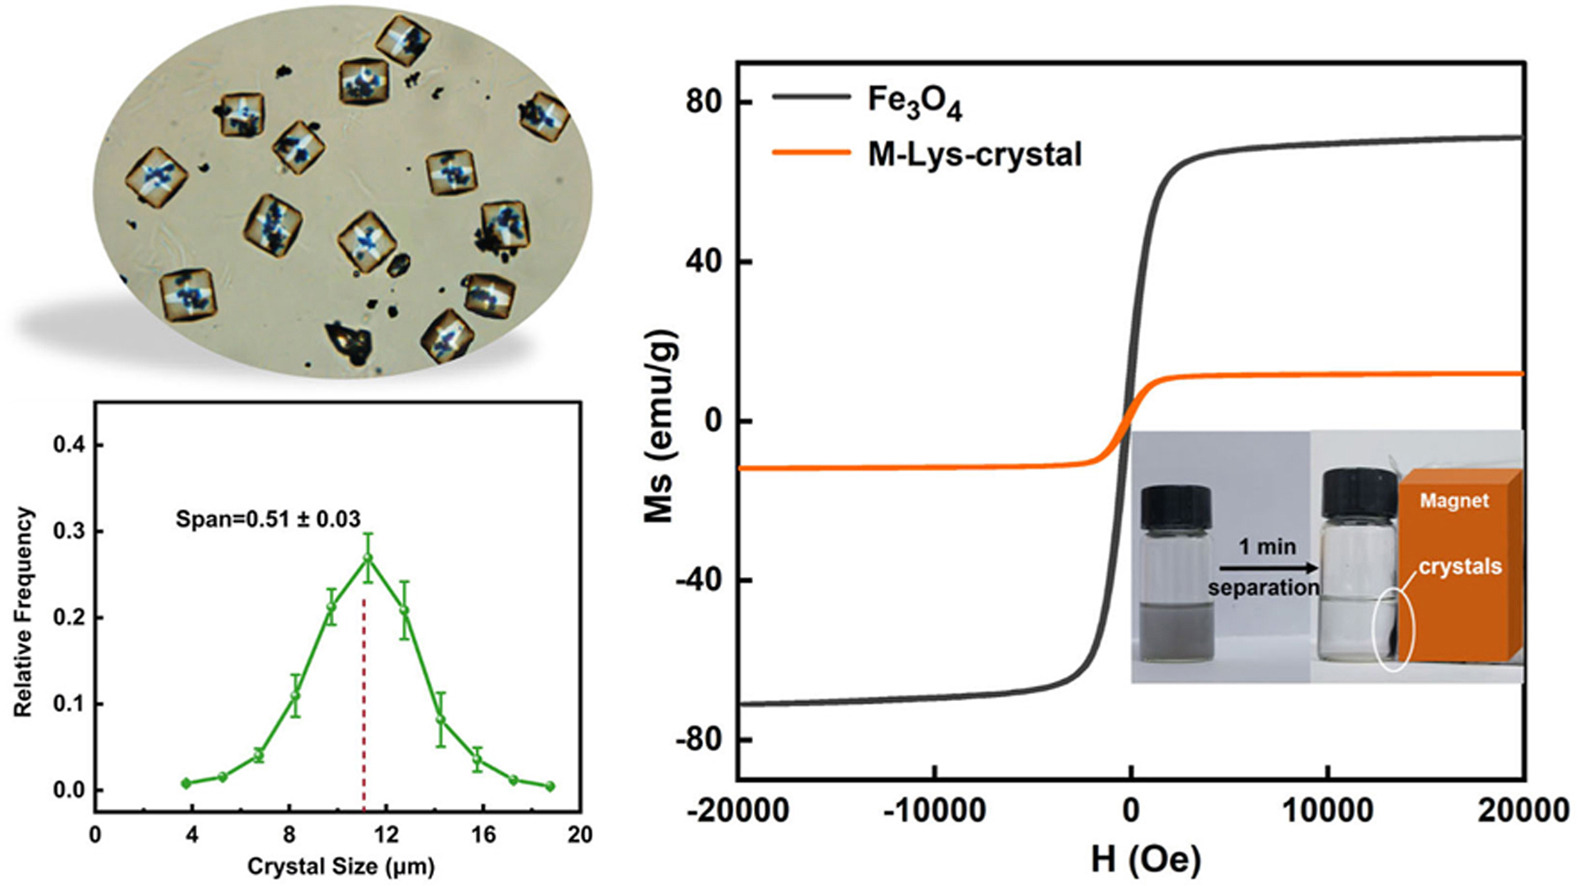 0.4
0.3
0.2
0.1
0.0
Relative Frequency
Span=0.51 ± 0.03
0 4 8 12 16 20
Crystal Size (μm)
80
40
0
-40
-80
Ms (emu/g)
Fe₃O₄
M-Lys-crystal
1 min
separation
Magnet
crystals
-20000 -10000 0 10000 20000
H (Oe)